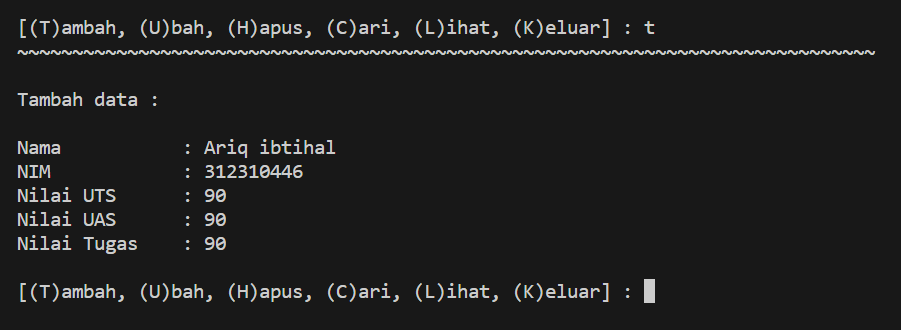 [(T)ambah, (U)bah, (H)apus, (C)ari, (L)ihat, (K)eluar] : t
~~~~~~~~~~~~~~~~~~~~~~~~~~~~~~~~~~~~~~~~~~~~~~~~~~~~~~~~~~~~~~~~~~~~~~~~~~~~~~
Tambah data :
Nama           : Ariq ibtihal
NIM            : 312310446
Nilai UTS      : 90
Nilai UAS      : 90
Nilai Tugas    : 90
[(T)ambah, (U)bah, (H)apus, (C)ari, (L)ihat, (K)eluar] :